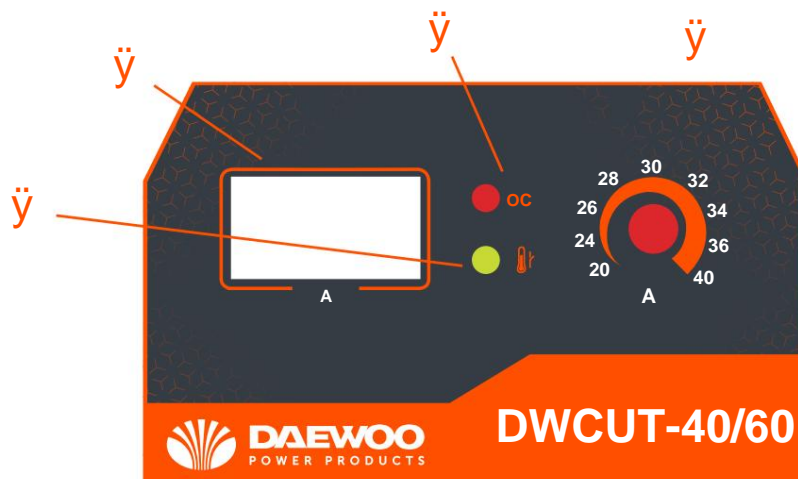 ÿ
ÿ
ÿ
ÿ
OC
A
20
24
26
28
30
32
34
36
40
A
DAEWOO
POWER PRODUCTS
DWCUT-40/60